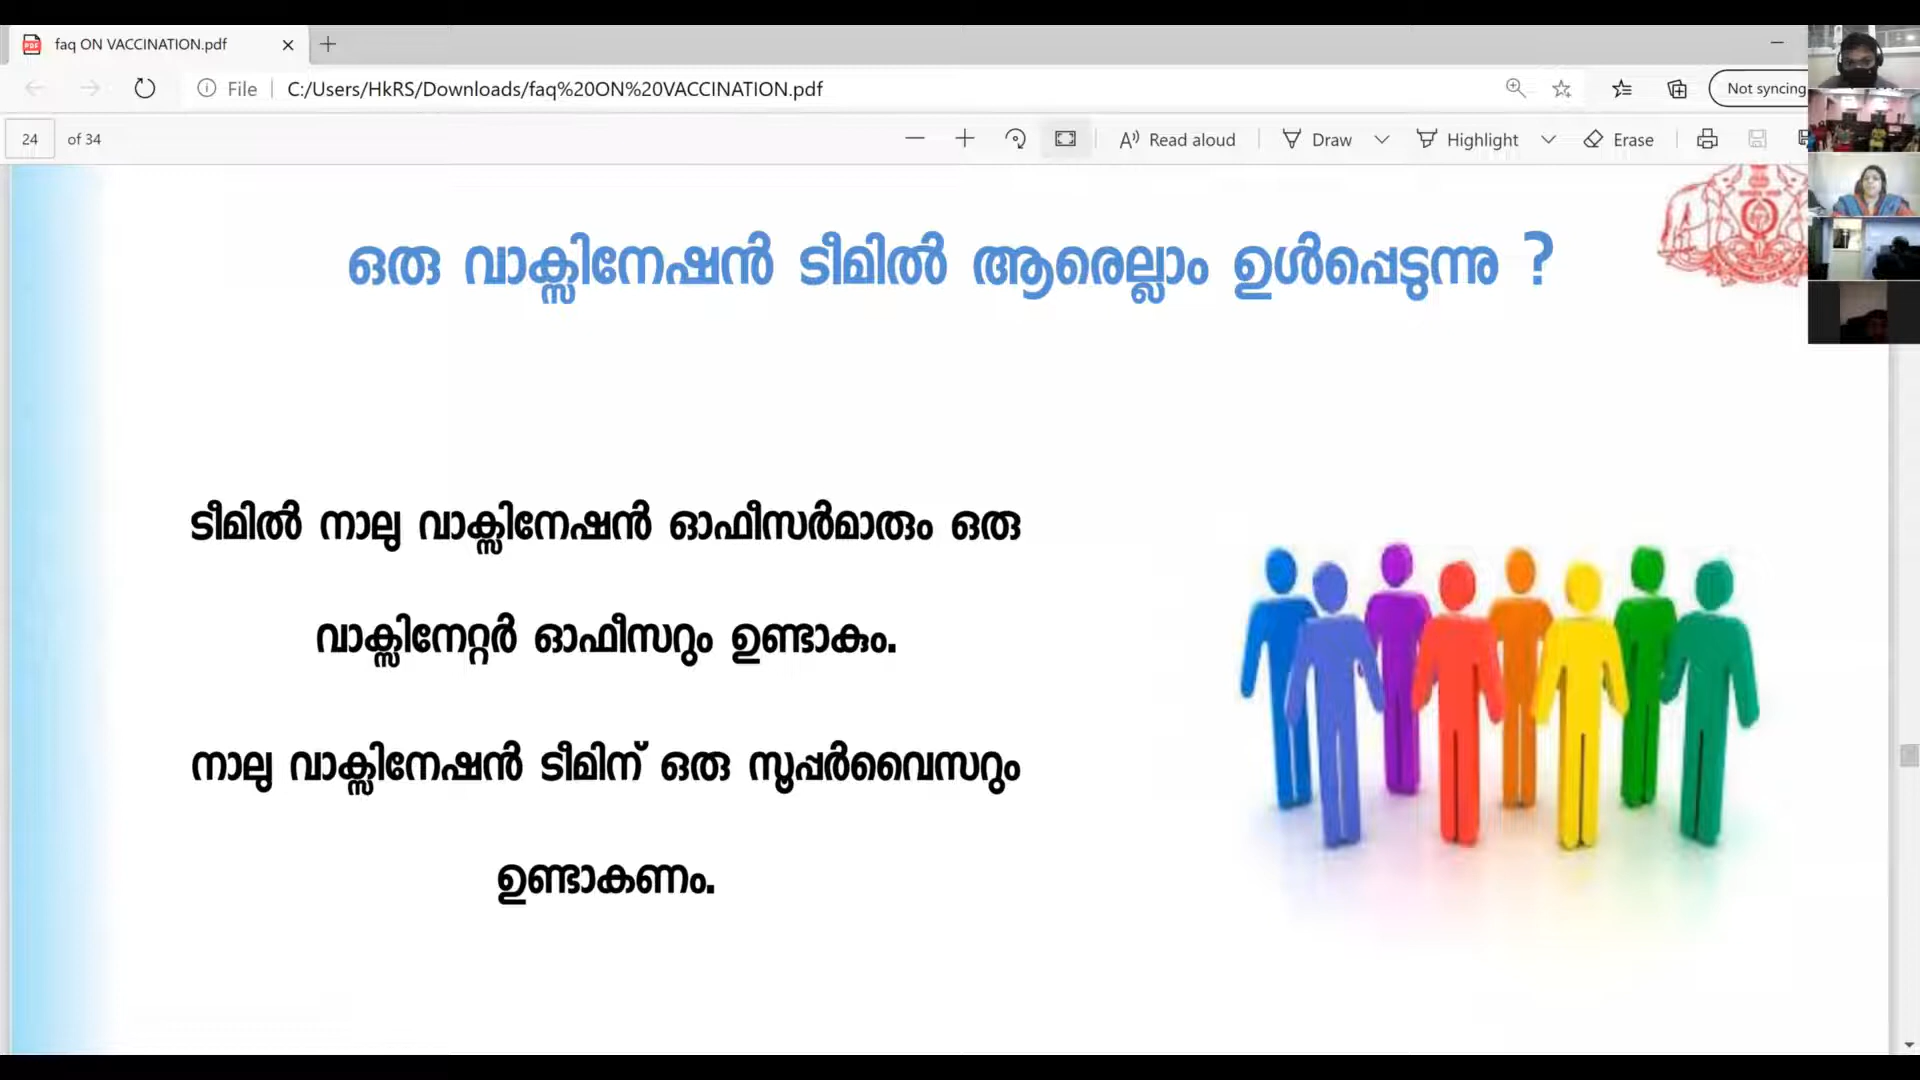 faq ON VACCINATION.pdf
File C:/Users/HkRS/Downloads/faq%20ON%20VACCINATION.pdf Not syncing
24 of 34 Read aloud Draw Highlight Erase
ഒരു വാക്സിനേഷൻ ടീമിൽ ആരെല്ലാം ഉൾപ്പെടുന്നു ?
ടീമിൽ നാലു വാക്സിനേഷൻ ഓഫീസർമാരും ഒരു
വാക്സിനേറ്റർ ഓഫീസറും ഉണ്ടാകും.
നാലു വാക്സിനേഷൻ ടീമിന് ഒരു സൂപ്പർവൈസറും
ഉണ്ടാകണം.